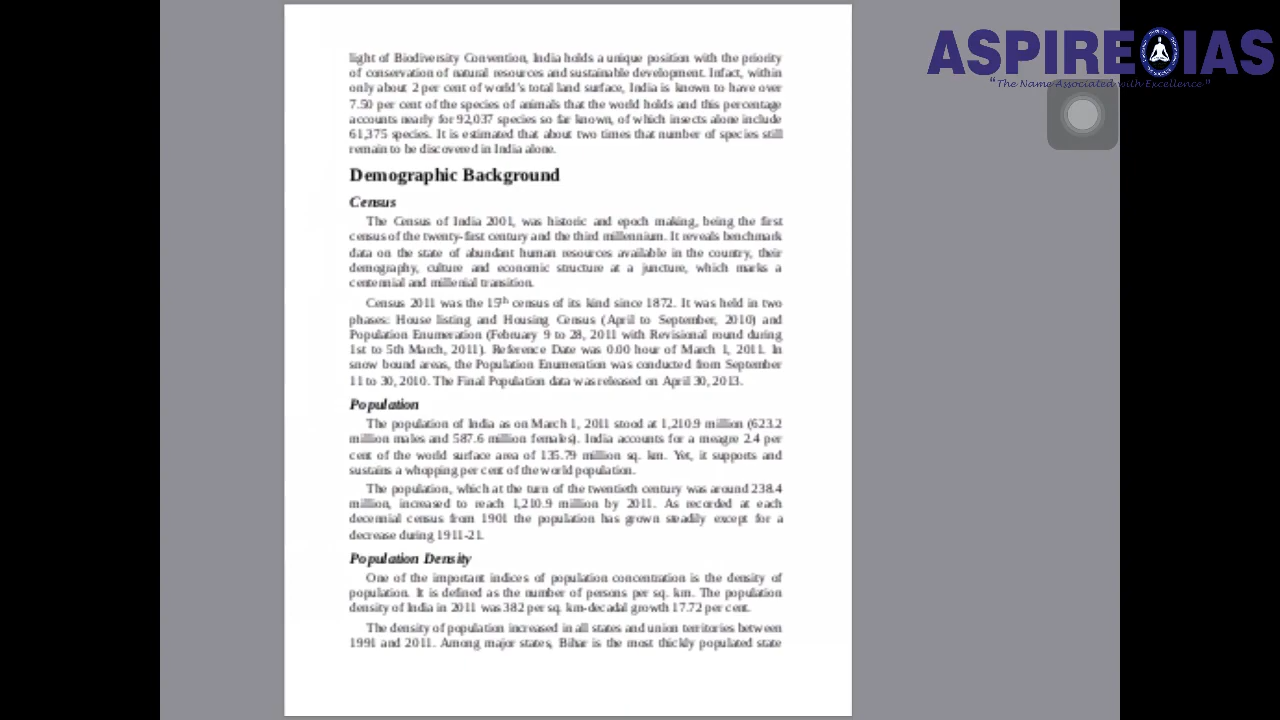 ASPIRE IAS
"The Name Associated with Excellence"
light of Biodiversity Convention, India holds a unique position with the priority
of conservation of natural resources and sustainable development. Infact, within
only about 2 per cent of world's total land surface, India is known to have over
7.50 per cent of the species of animals that the world holds and this percentage
accounts nearly for 92,037 species so far known, of which insects alone include
61,375 species. It is estimated that about two times that number of species still
remain to be discovered in India alone.
Demographic Background
Census
The Census of India 2001, was historic and epoch making, being the first
census of the twenty-first century and the third millennium. It reveals benchmark
data on the state of abundant human resources available in the country, their
demography, culture and economic structure at a juncture, which marks a
centennial and millenial transition.
Census 2011 was the 15th census of its kind since 1872. It was held in two
phases: House listing and Housing Census (April to September, 2010) and
Population Enumeration (February 9 to 28, 2011 with Revisional round during
1st to 5th March, 2011). Reference Date was 0.00 hour of March 1, 2011. In
snow bound areas, the Population Enumeration was conducted from September
11 to 30, 2010. The Final Population data was released on April 30, 2013.
Population
The population of India as on March 1, 2011 stood at 1,210.9 million (623.2
million males and 587.6 million females). India accounts for a meagre 2.4 per
cent of the world surface area of 135.79 million sq. km. Yet, it supports and
sustains a whopping per cent of the world population.
The population, which at the turn of the twentieth century was around 238.4
million, increased to reach 1,210.9 million by 2011. As recorded at each
decennial census from 1901 the population has grown steadily except for a
decrease during 1911-21.
Population Density
One of the important indices of population concentration is the density of
population. It is defined as the number of persons per sq. km. The population
density of India in 2011 was 382 per sq. km-decadal growth 17.72 per cent.
The density of population increased in all states and union territories between
1991 and 2011. Among major states, Bihar is the most thickly populated state